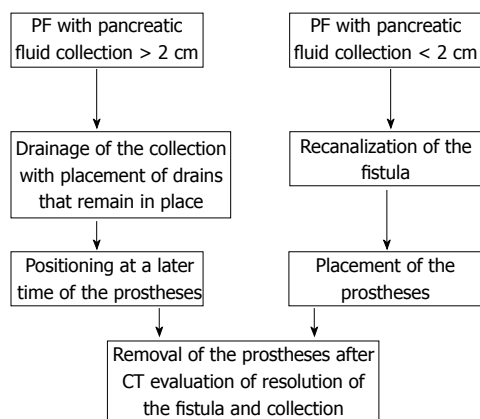 PF with pancreatic
fluid collection > 2 cm
PF with pancreatic
fluid collection < 2 cm
Drainage of the collection
with placement of drains
that remain in place
Recanalization of the
fistula
Positioning at a later
time of the prostheses
Placement of the
prostheses
Removal of the prostheses after
CT evaluation of resolution of
the fistula and collection